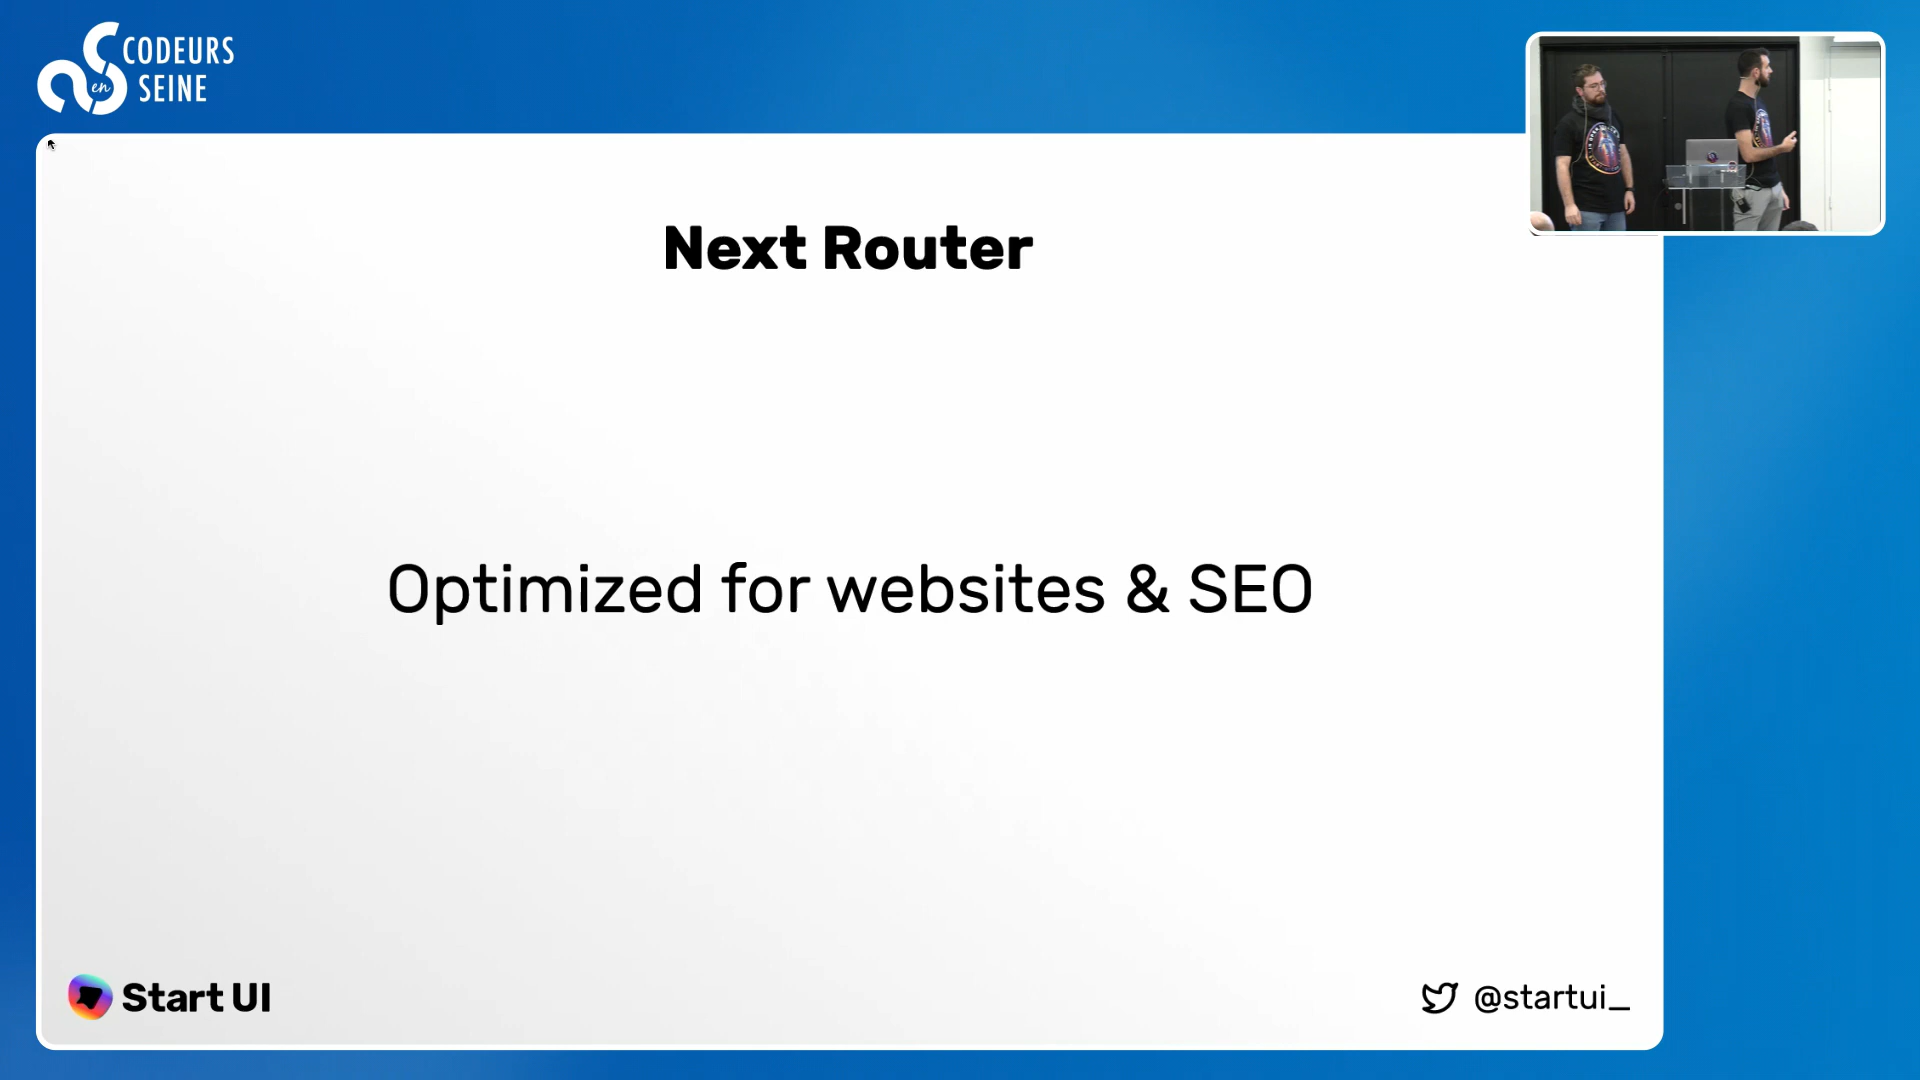 CODEURS
en
SEINE
Next Router
Optimized for websites & SEO
Start UI
@startui_